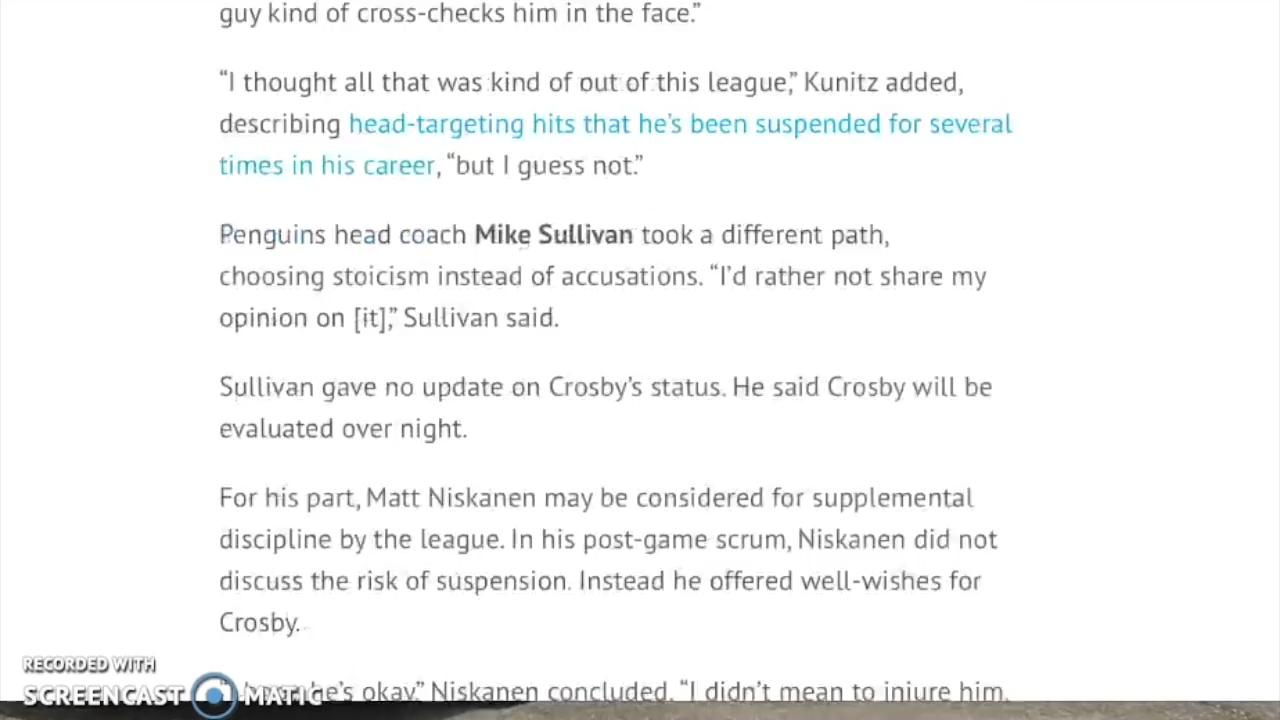 guy kind of cross-checks him in the face.”
“I thought all that was kind of out of this league,” Kunitz added,
describing head-targeting hits that he’s been suspended for several
times in his career, “but I guess not.”
Penguins head coach Mike Sullivan took a different path,
choosing stoicism instead of accusations. “I’d rather not share my
opinion on [it],” Sullivan said.
Sullivan gave no update on Crosby’s status. He said Crosby will be
evaluated over night.
For his part, Matt Niskanen may be considered for supplemental
discipline by the league. In his post-game scrum, Niskanen did not
discuss the risk of suspension. Instead he offered well-wishes for
Crosby.
he’s okay,” Niskanen concluded. “I didn’t mean to injure him.
RECORDED WITH
SCREENCAST MATIC